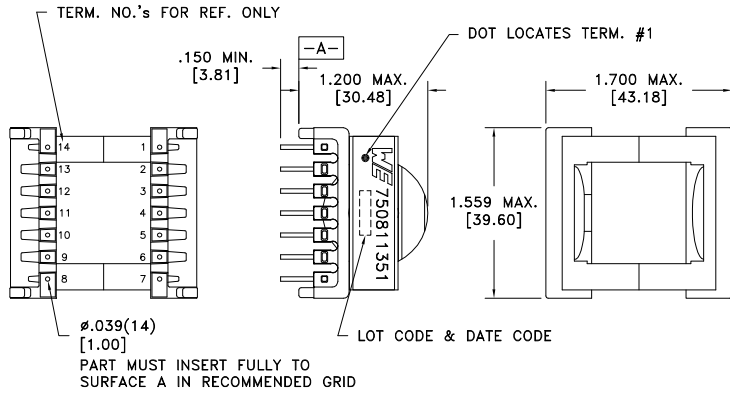 TERM. NO.'s FOR REF. ONLY
-A-
DOT LOCATES TERM. #1
.150 MIN.
[3.81]
1.200 MAX.
[30.48]
1.700 MAX.
[43.18]
14 1
13 2
12 3
11 4
10 5
9 6
8 7
WE 750811351
1.559 MAX.
[39.60]
ø.039(14)
[1.00]
LOT CODE & DATE CODE
PART MUST INSERT FULLY TO
SURFACE A IN RECOMMENDED GRID